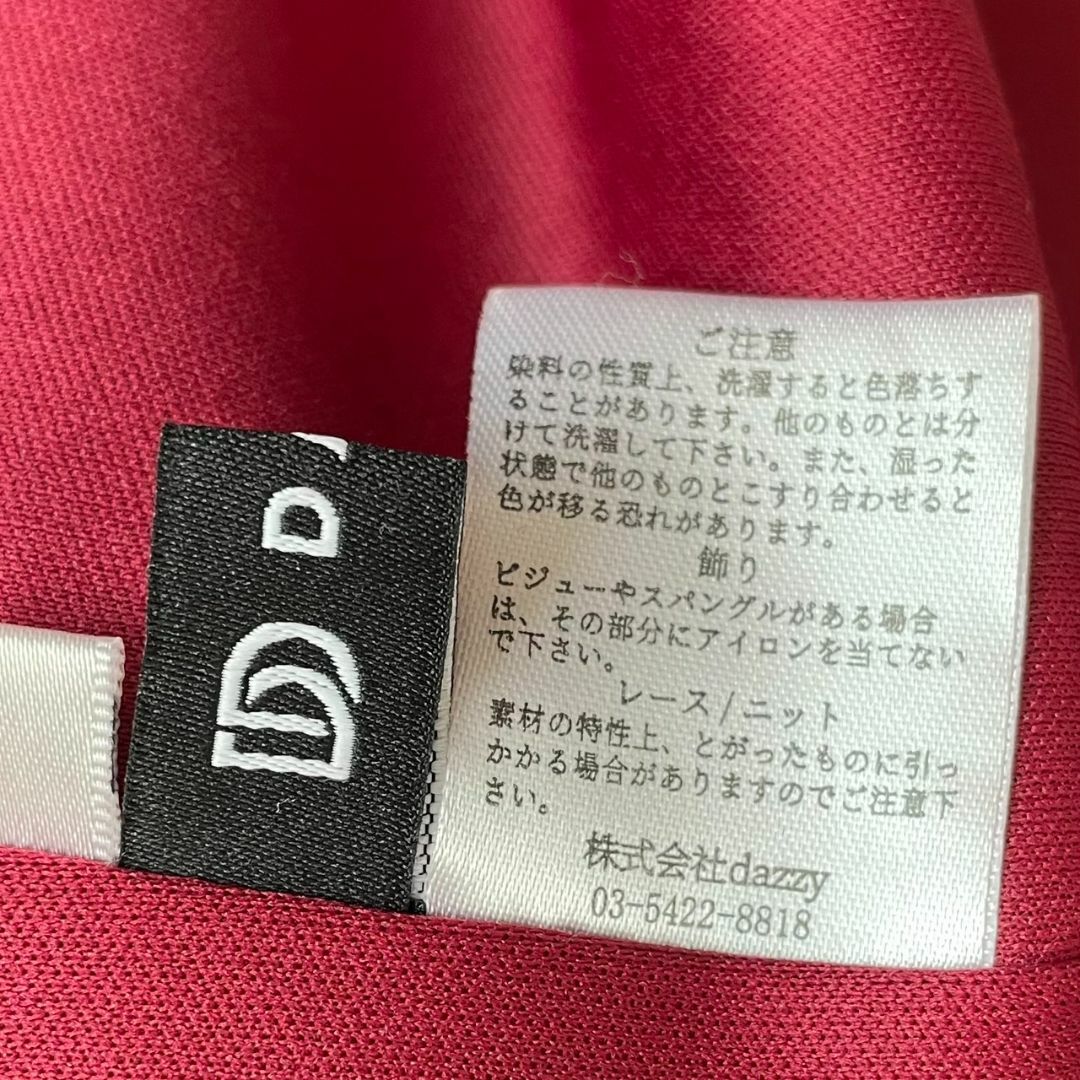 ご注意
染料の性質上、洗濯すると色落ちす
ることがあります。他のものとは分
けて洗濯して下さい。また、湿った
状態で他のものとこすり合わせると
色が移る恐れがあります。
飾り
ビジューやスパングルがある場合
は、その部分にアイロンを当てない
で下さい。
レース/ニット
素材の特性上、とがったものに引っ
かかる場合がありますのでご注意下
さい。
株式会社dazzy
03-5422-8818
D